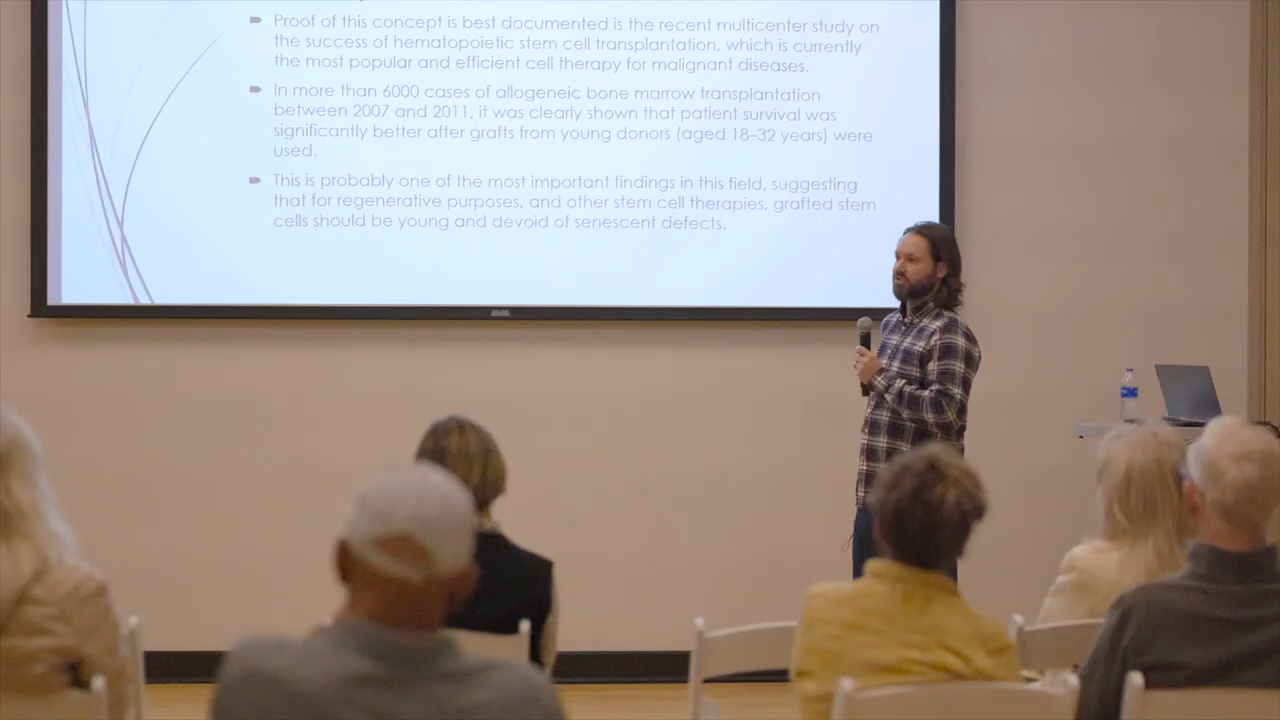 Proof of this concept is best documented is the recent multicenter study on
the success of hematopoietic stem cell transplantation, which is currently
the most popular and efficient cell therapy for malignant diseases.
In more than 6000 cases of allogeneic bone marrow transplantation
between 2007 and 2011, it was clearly shown that patient survival was
significantly better after grafts from young donors (aged 18–32 years) were
used.
This is probably one of the most important findings in this field, suggesting
that for regenerative purposes, and other stem cell therapies, grafted stem
cells should be young and devoid of senescent defects.